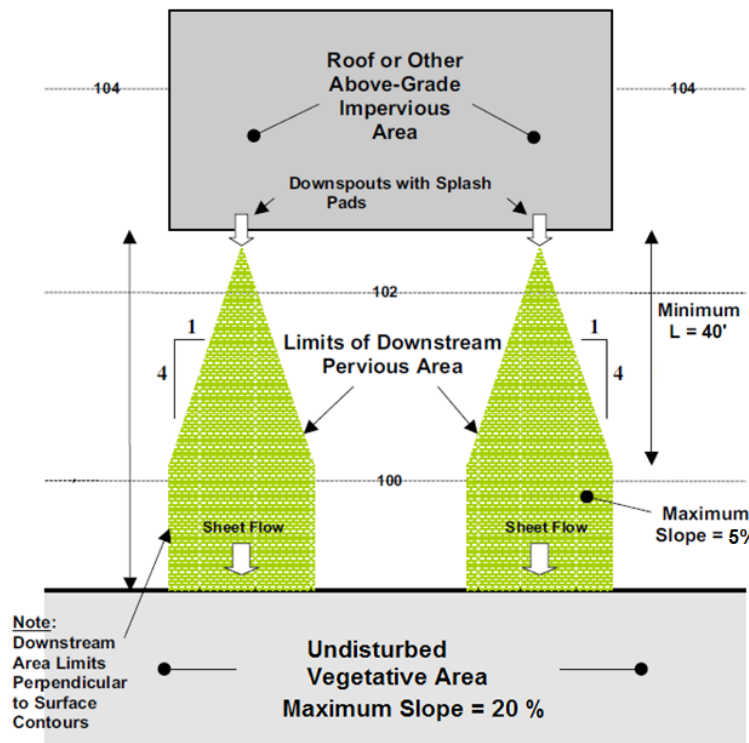 Roof or Other
Above-Grade
Impervious
Area
104
104
Downspouts with Splash
Pads
102
Minimum
L = 40'
1
4
1
4
Limits of Downstream
Pervious Area
100
Sheet Flow
Sheet Flow
Maximum
Slope = 5%
Note:
Downstream
Area Limits
Perpendicular
to Surface
Contours
Undisturbed
Vegetative Area
Maximum Slope = 20 %